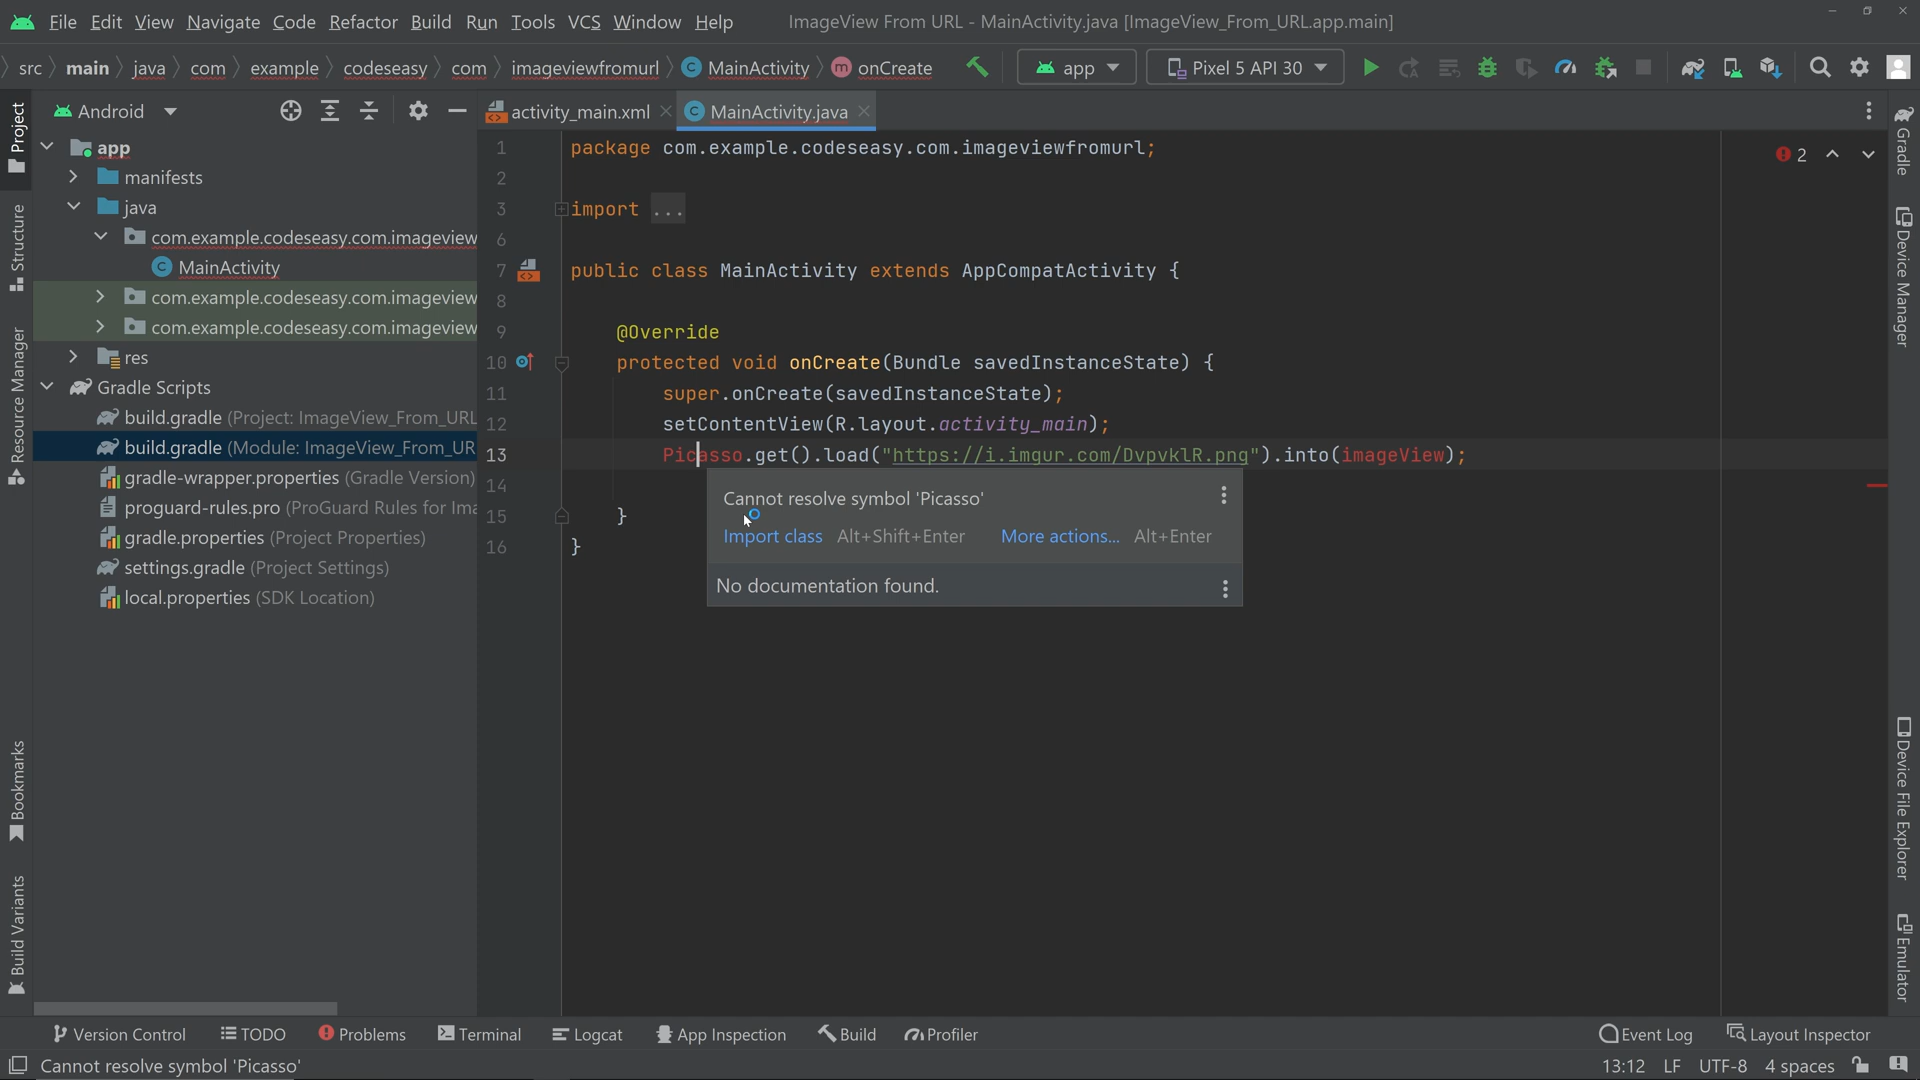 File Edit View Navigate Code Refactor Build Run Tools VCS Window Help ImageView From URL - MainActivity.java [ImageView_From_URL.app.main]
src main java com example codeseasy com imageviewfromurl MainActivity onCreate app Pixel 5 API 30
Android activity_main.xml MainActivity.java
Project
Structure
Resource Manager
Bookmarks
Build Variants
app
manifests
java
com.example.codeseasy.com.imageview
MainActivity
com.example.codeseasy.com.imageview
com.example.codeseasy.com.imageview
res
Gradle Scripts
build.gradle (Project: ImageView_From_URL
build.gradle (Module: ImageView_From_UR
gradle-wrapper.properties (Gradle Version)
proguard-rules.pro (ProGuard Rules for Ima
gradle.properties (Project Properties)
settings.gradle (Project Settings)
local.properties (SDK Location)
1 package com.example.codeseasy.com.imageviewfromurl;
2
3 import ...
6
7 public class MainActivity extends AppCompatActivity {
8
9 @Override
10 protected void onCreate(Bundle savedInstanceState) {
11 super.onCreate(savedInstanceState);
12 setContentView(R.layout.activity_main);
13 Picasso.get().load("https://i.imgur.com/DvpvklR.png").into(imageView);
14
15 }
16 }
2
Cannot resolve symbol 'Picasso'
Import class Alt+Shift+Enter More actions... Alt+Enter
No documentation found.
Gradle
Device Manager
Device File Explorer
Emulator
Version Control TODO Problems Terminal Logcat App Inspection Build Profiler Event Log Layout Inspector
Cannot resolve symbol 'Picasso' 13:12 LF UTF-8 4 spaces